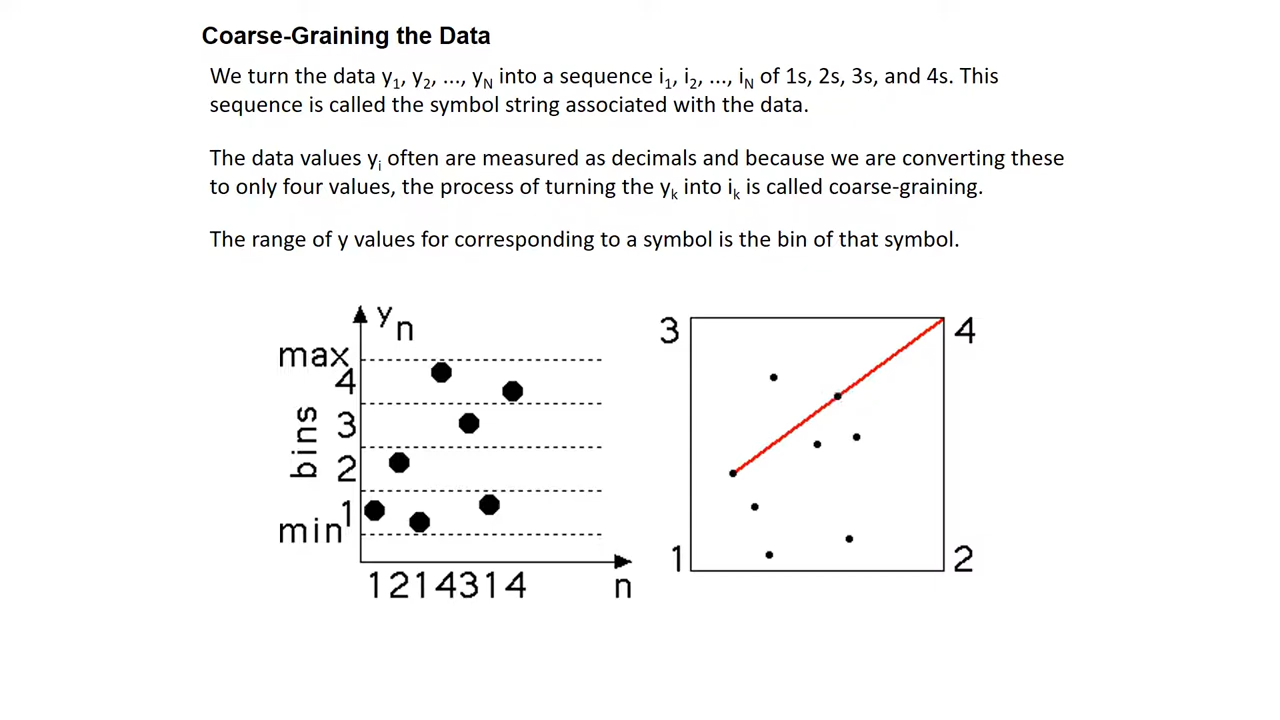 Coarse-Graining the Data
We turn the data y1, y2, ..., yN into a sequence i1, i2, ..., iN of 1s, 2s, 3s, and 4s. This
sequence is called the symbol string associated with the data.
The data values yi often are measured as decimals and because we are converting these
to only four values, the process of turning the yk into ik is called coarse-graining.
The range of y values for corresponding to a symbol is the bin of that symbol.
yn
max
4
3
bins
2
1
min
1214314
n
3
4
1
2